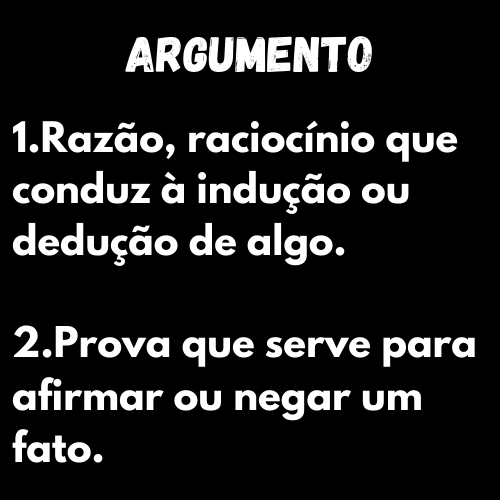 ARGUMENTO
1.Razão, raciocínio que
conduz à indução ou
dedução de algo.
2.Prova que serve para
afirmar ou negar um
fato.